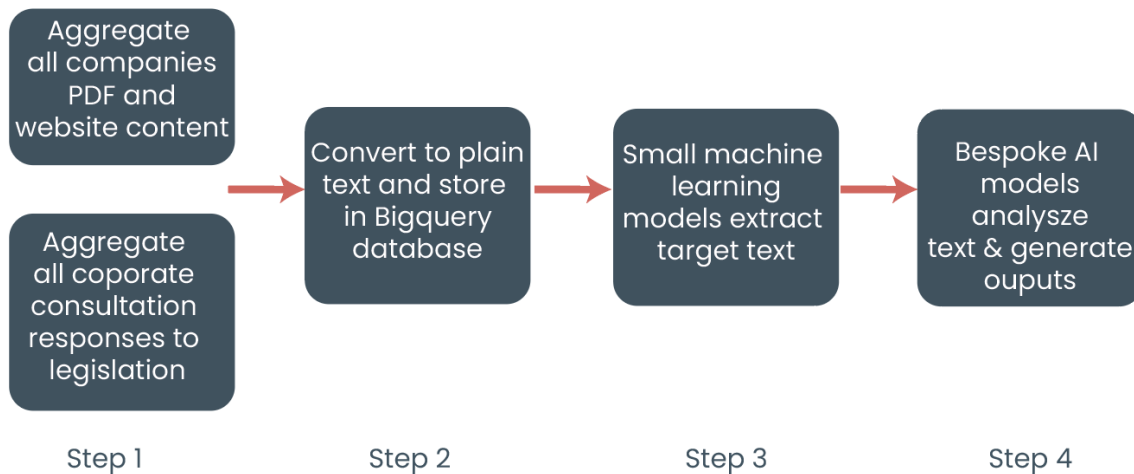 Aggregate
all companies
PDF and
website content
Aggregate
all coporate
consultation
responses to
legislation
Convert to plain
text and store
in Bigquery
database
Small machine
learning
models extract
target text
Bespoke AI
models
analysze
text & generate
ouputs
Step 1
Step 2
Step 3
Step 4